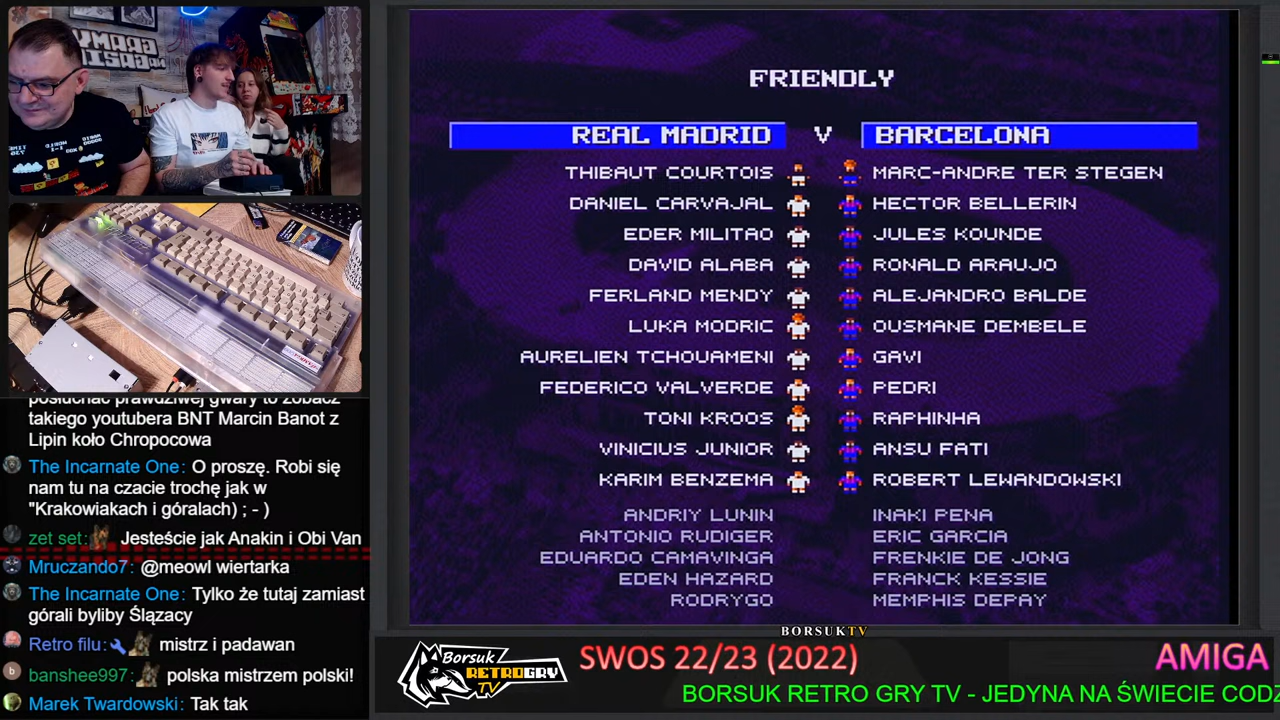 FRIENDLY
REAL MADRID V BARCELONA
THIBAUT COURTOIS MARC-ANDRE TER STEGEN
DANIEL CARVAJAL HECTOR BELLERIN
EDER MILITAO JULES KOUNDE
DAVID ALABA RONALD ARAUJO
FERLAND MENDY ALEJANDRO BALDE
LUKA MODRIC OUSMANE DEMBELE
AURELIEN TCHOUAMENI GAVI
FEDERICO VALVERDE PEDRI
TONI KROOS RAPHINHA
VINICIUS JUNIOR ANSU FATI
KARIM BENZEMA ROBERT LEWANDOWSKI
ANDRIY LUNIN INAKI PENA
ANTONIO RUDIGER ERIC GARCIA
EDUARDO CAMAVINGA FRENKIE DE JONG
EDEN HAZARD FRANCK KESSIE
RODRYGO MEMPHIS DEPAY
posłuchać prawdziwej gwary to zobacz
takiego youtubera BNT Marcin Banot z
Lipin koło Chropocowa
The Incarnate One: O proszę. Robi się
nam tu na czacie trochę jak w
"Krakowiakach i góralach) ; - )
zet set: Jesteście jak Anakin i Obi Van
Mruczando7: @meowl wiertarka
The Incarnate One: Tylko że tutaj zamiast
górali byliby Ślązacy
Retro filu: mistrz i padawan
banshee997: polska mistrzem polski!
Marek Twardowski: Tak tak
BORSUKTV
Borsuk
RETROGRY
TV
SWOS 22/23 (2022)
AMIGA
BORSUK RETRO GRY TV - JEDYNA NA ŚWIECIE CODZ